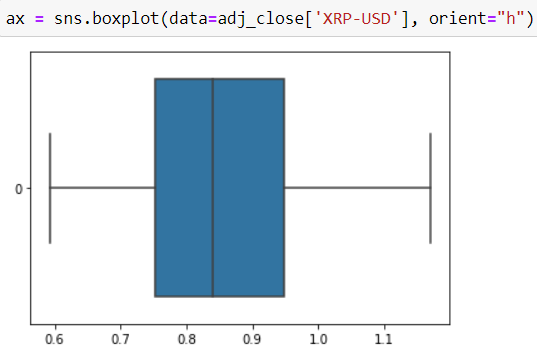 ax = sns.boxplot(data=adj_close['XRP-USD'], orient="h")
0
0.6 0.7 0.8 0.9 1.0 1.1